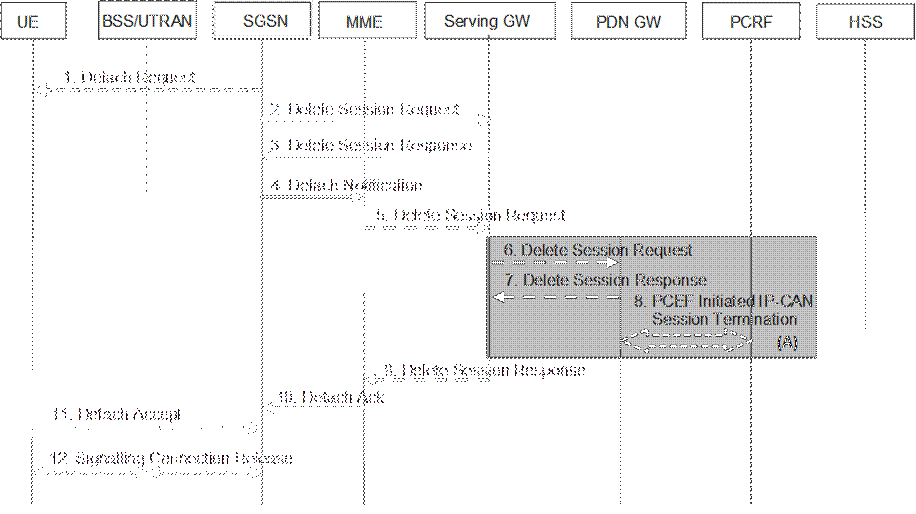 UE
BSS/UTRAN
SGSN
MME
Serving GW
PDN GW
PCRF
HSS
1. Detach Request
2. Delete Session Request
3. Delete Session Response
4. Detach Notification
5. Delete Session Request
6. Delete Session Request
7. Delete Session Response
8. PCEF Initiated IP-CAN
Session Termination
(A)
9. Delete Session Response
10. Detach Ack
11. Detach Accept
12. Signalling Connection Release